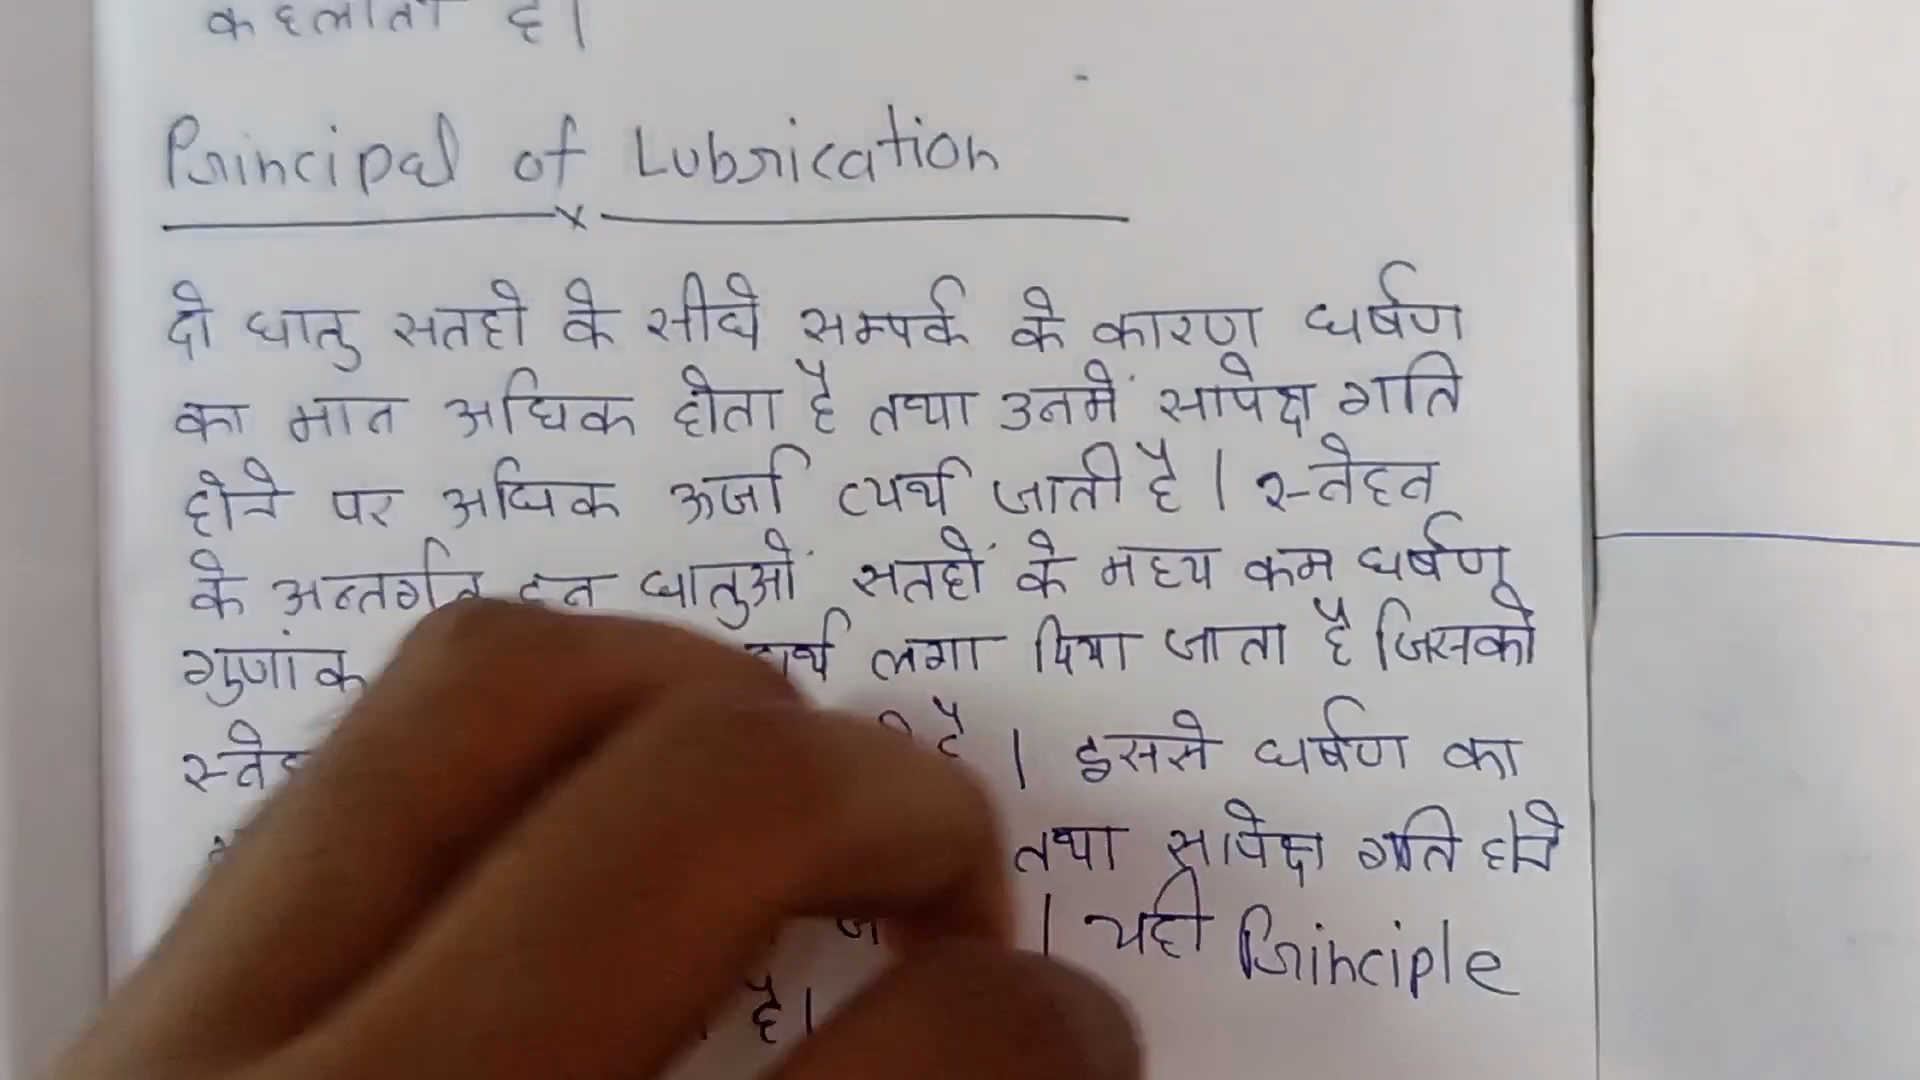 कहलाता है।
Principal of Lubrication
दो धातु सतहो के सीधे सम्पर्क के कारण घर्षण
का मान अधिक होता है तथा उनमें सापेक्ष गति
होने पर अधिक ऊर्जा व्यर्थ जाती है। स्नेहन
के अन्तर्गत इन धातुओं सतहों के मध्य कम घर्षण
गुणांक लगा दिया जाता है जिसको
है। इससे घर्षण का
तथा सापेक्ष गति होने
। यही Principle
है।